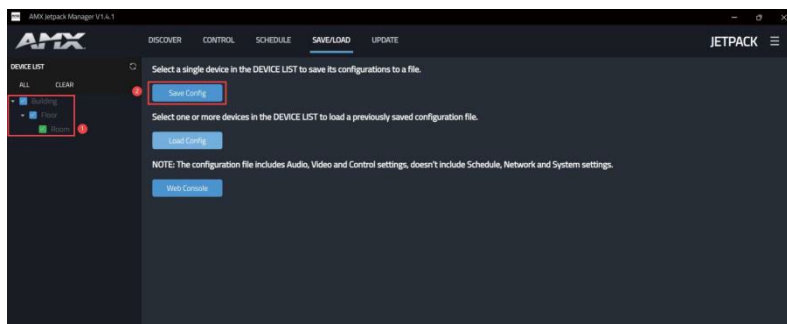 AMX AMX Jetpack Manager V1.4.1
AMX DISCOVER CONTROL SCHEDULE SAVE/LOAD UPDATE JETPACK
DEVICE LIST
ALL CLEAR
Building
Floor
Room 1
Select a single device in the DEVICE LIST to save its configurations to a file.
2 Save Config
Select one or more devices in the DEVICE LIST to load a previously saved configuration file.
Load Config
NOTE: The configuration file includes Audio, Video and Control settings, doesn't include Schedule, Network and System settings.
Web Console